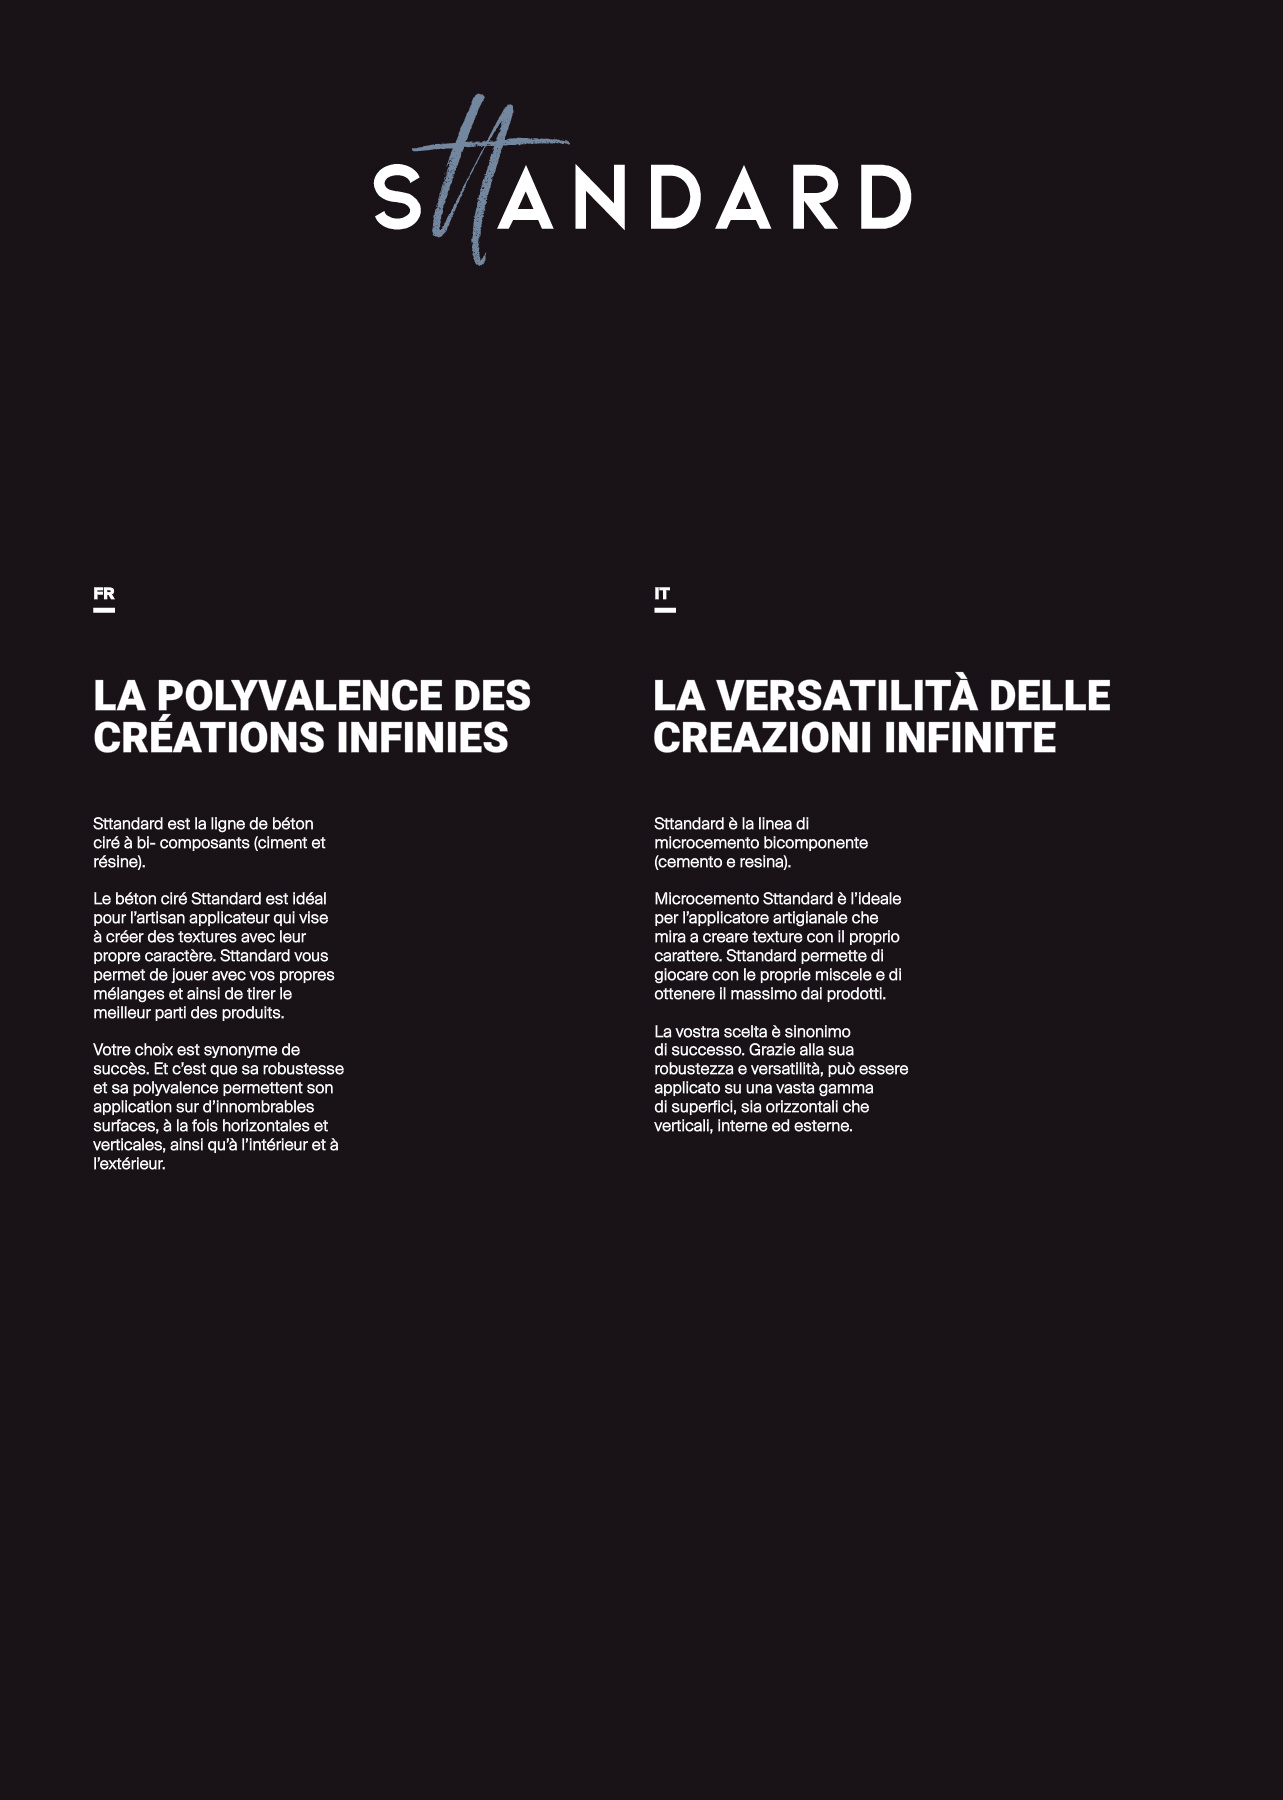 Sttandard
FR
LA POLYVALENCE DES
CRÉATIONS INFINIES
Sttandard est la ligne de béton
ciré à bi- composants (ciment et
résine).
Le béton ciré Sttandard est idéal
pour l’artisan applicateur qui vise
à créer des textures avec leur
propre caractère. Sttandard vous
permet de jouer avec vos propres
mélanges et ainsi de tirer le
meilleur parti des produits.
Votre choix est synonyme de
succès. Et c’est que sa robustesse
et sa polyvalence permettent son
application sur d’innombrables
surfaces, à la fois horizontales et
verticales, ainsi qu’à l’intérieur et à
l’extérieur.
IT
LA VERSATILITÀ DELLE
CREAZIONI INFINITE
Sttandard è la linea di
microcemento bicomponente
(cemento e resina).
Microcemento Sttandard è l’ideale
per l’applicatore artigianale che
mira a creare texture con il proprio
carattere. Sttandard permette di
giocare con le proprie miscele e di
ottenere il massimo dai prodotti.
La vostra scelta è sinonimo
di successo. Grazie alla sua
robustezza e versatilità, può essere
applicato su una vasta gamma
di superfici, sia orizzontali che
verticali, interne ed esterne.